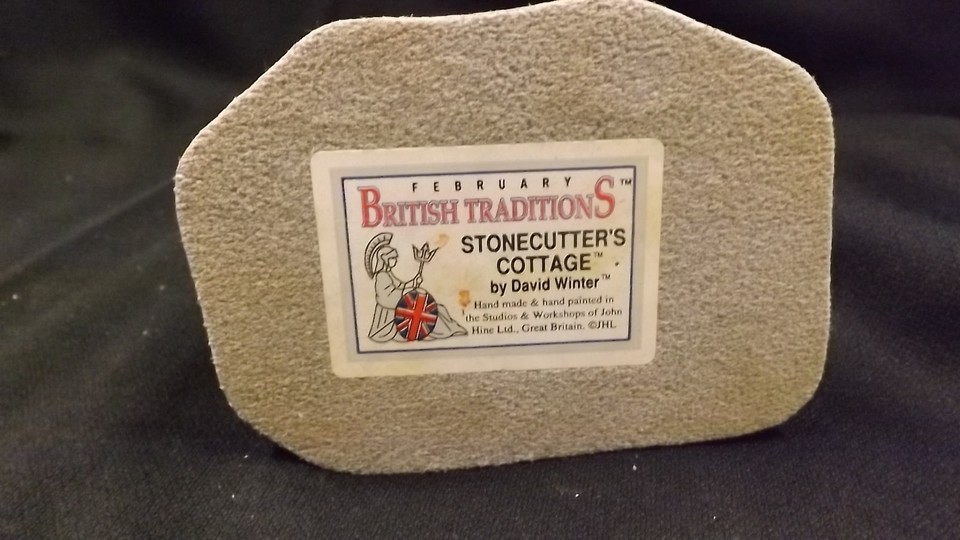 FEBRUARY
BRITISH TRADITIONS™
STONECUTTER'S
COTTAGE™
by David Winter™
Hand made & hand painted in
the Studios & Workshops of John
Hine Ltd., Great Britain. ©JHL